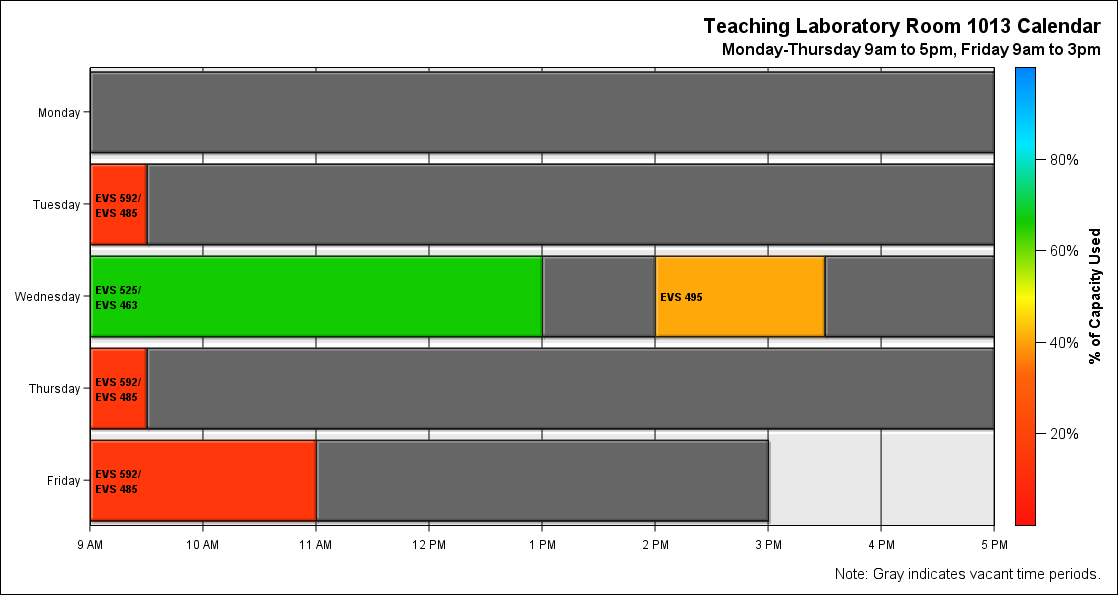 Teaching Laboratory Room 1013 Calendar
Monday-Thursday 9am to 5pm, Friday 9am to 3pm
Monday
Tuesday
EVS 592/
EVS 485
Wednesday
EVS 525/
EVS 463
EVS 495
Thursday
EVS 592/
EVS 485
Friday
EVS 592/
EVS 485
9 AM
10 AM
11 AM
12 PM
1 PM
2 PM
3 PM
4 PM
5 PM
80%
60%
40%
20%
% of Capacity Used
Note: Gray indicates vacant time periods.